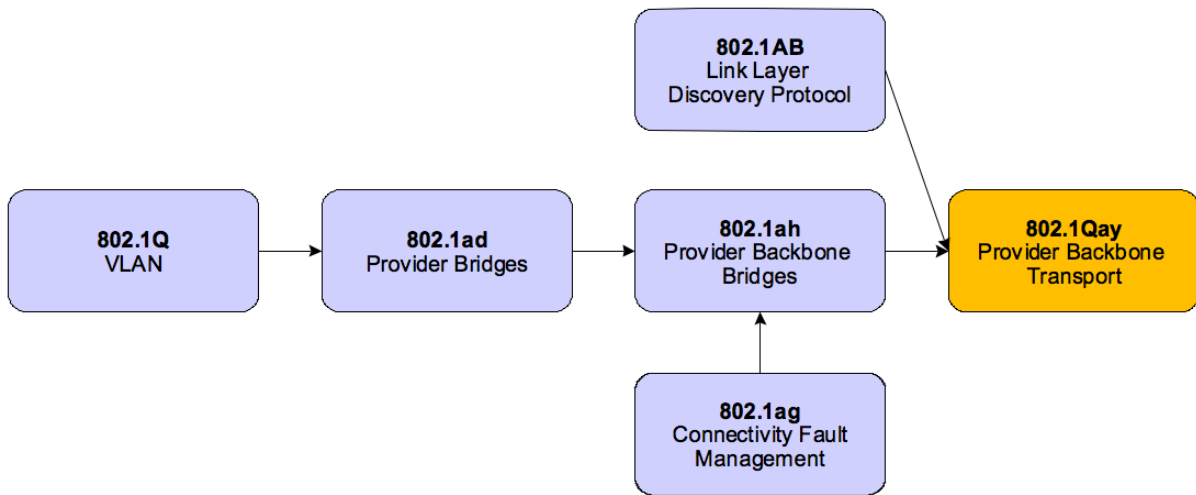 802.1AB
Link Layer
Discovery Protocol
802.1Q
VLAN
802.1ad
Provider Bridges
802.1ah
Provider Backbone
Bridges
802.1Qay
Provider Backbone
Transport
802.1ag
Connectivity Fault
Management